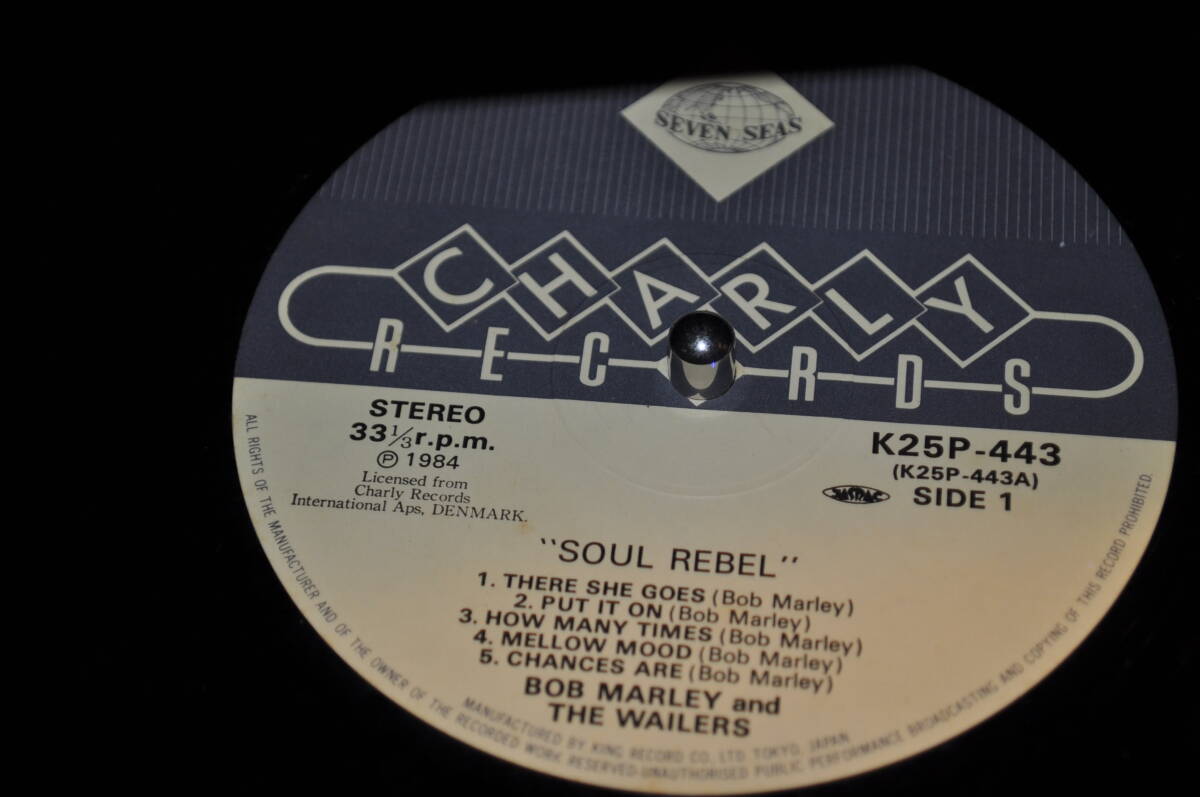 SEVEN SEAS
CHARLY
RECORDS
STEREO
33 1/3 r.p.m.
Ⓟ 1984
Licensed from
Charly Records
International Aps, DENMARK.
K25P-443
(K25P-443A)
JASRAC
SIDE 1
"SOUL REBEL"
1. THERE SHE GOES (Bob Marley)
2. PUT IT ON (Bob Marley)
3. HOW MANY TIMES (Bob Marley)
4. MELLOW MOOD (Bob Marley)
5. CHANCES ARE (Bob Marley)
BOB MARLEY and
THE WAILERS
MANUFACTURED BY KING RECORD CO. LTD TOKYO, JAPAN
ALL RIGHTS OF THE MANUFACTURER AND OF THE OWNER OF THE RECORDED WORK RESERVED-UNAUTHORISED PUBLIC PERFORMANCE BROADCASTING AND COPYING OF THIS RECORD PROHIBITED.